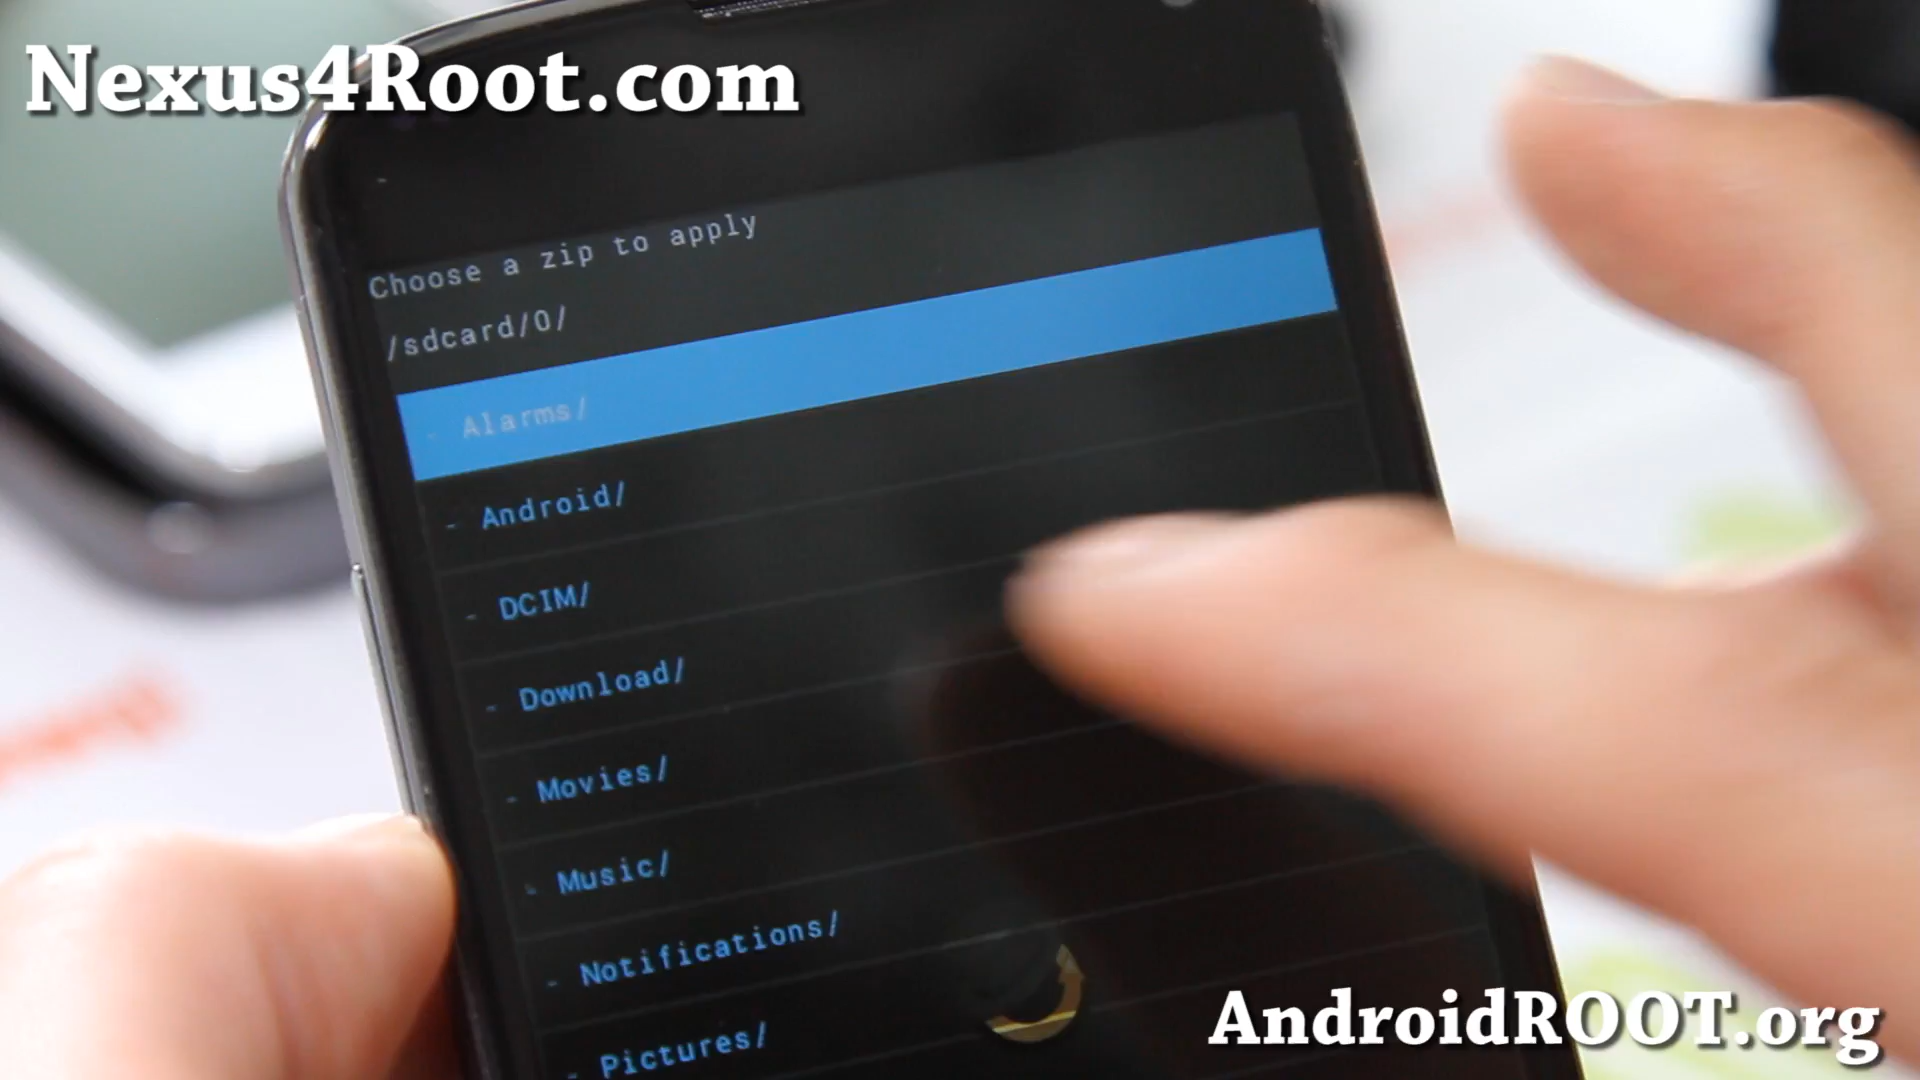 Nexus4Root.com
Choose a zip to apply
/sdcard/0/
- Alarms/
- Android/
- DCIM/
- Download/
- Movies/
- Music/
- Notifications/
- Pictures/
AndroidROOT.org